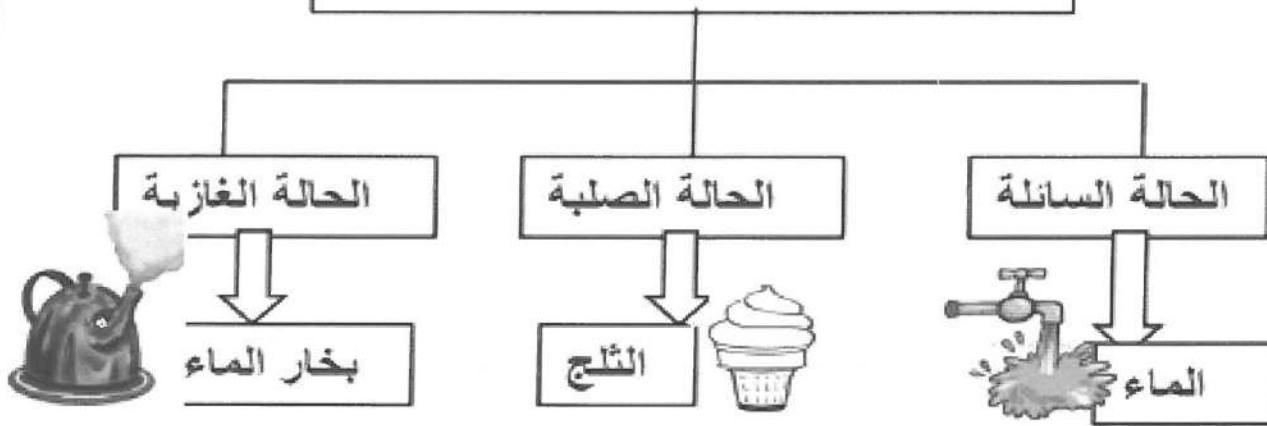 الحالة السائلة
الحالة الصلبة
الحالة الغازية
الماء
الثلج
بخار الماء